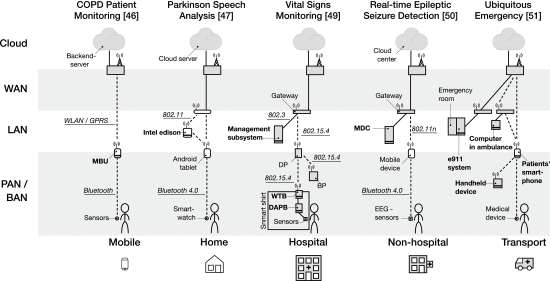 COPD Patient
Monitoring [46]
Parkinson Speech
Analysis [47]
Vital Signs
Monitoring [49]
Real-time Epileptic
Seizure Detection [50]
Ubiquitous
Emergency [51]
Cloud
Backend-
server
Cloud server
Cloud
center
WAN
Gateway
Gateway
Emergency
room
802.11
802.3
LAN
WLAN / GPRS
Intel edison
Management
subsystem
802.15.4
MDC
802.11n
e911
system
Computer
in ambulance
MBU
Android
tablet
DP
802.15.4
Mobile
device
Patients'
smart-
phone
PAN /
BAN
802.15.4
BP
Handheld
device
Bluetooth
Bluetooth 4.0
Smart shirt
WTB
DAPB
Bluetooth 4.0
Sensors
Smart-
watch
Sensors
EEG -
sensors
Medical
device
Mobile
Home
Hospital
Non-hospital
Transport